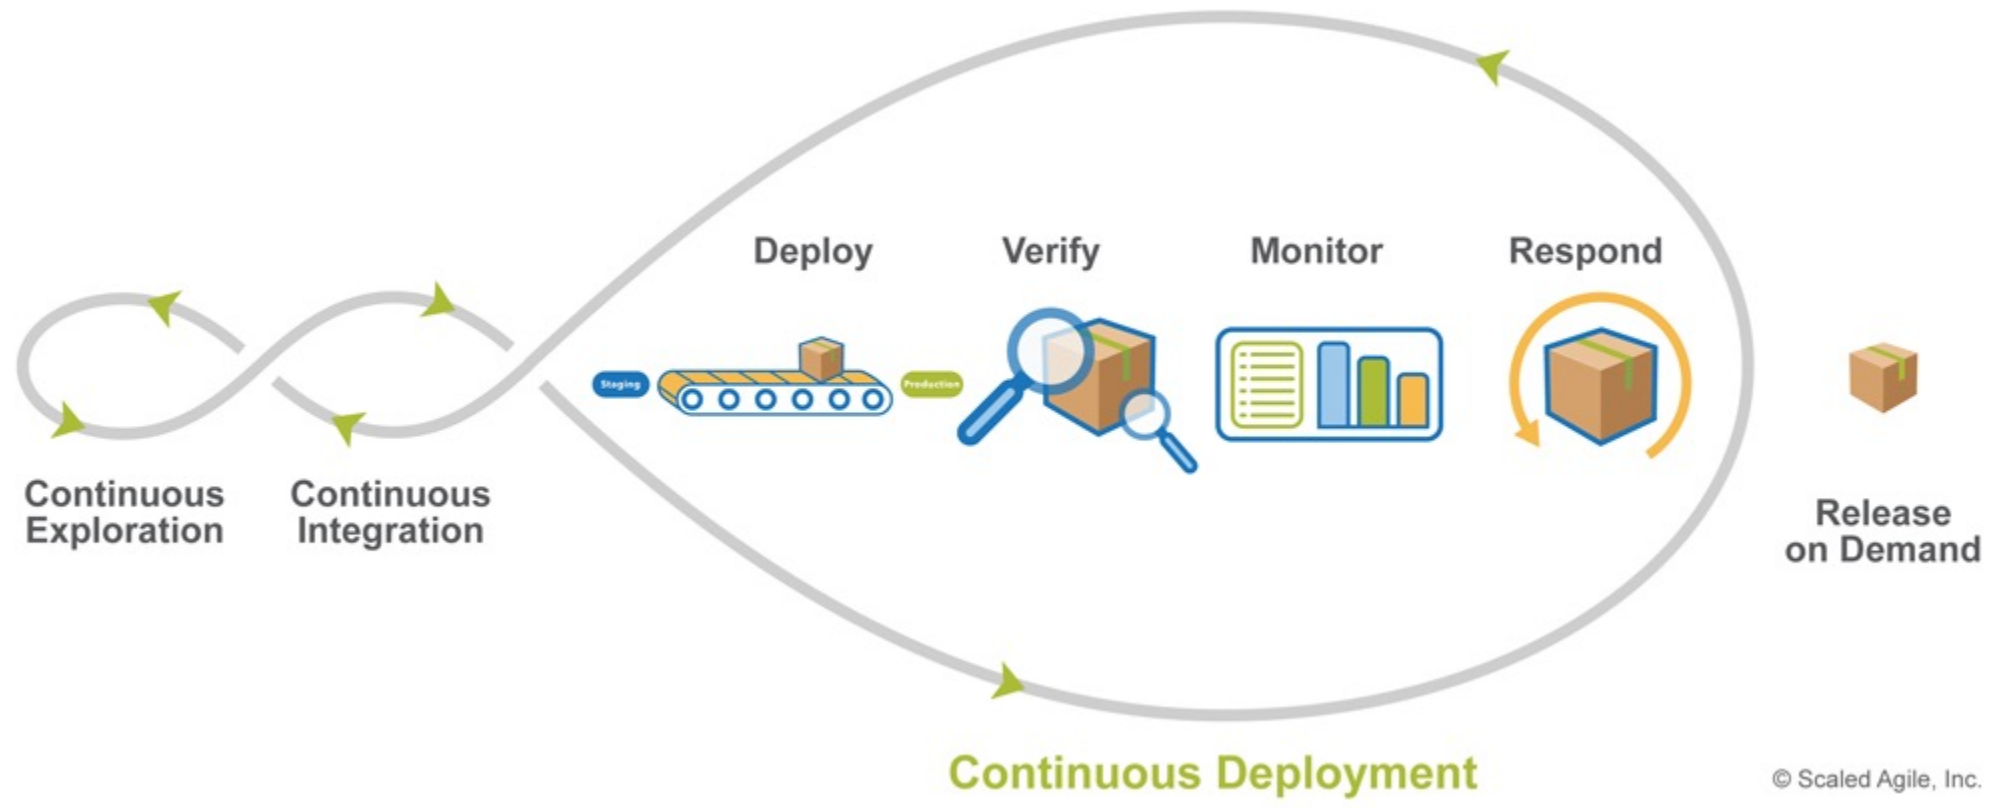 Deploy
Verify
Monitor
Respond
Staging
Production
Continuous
Exploration
Continuous
Integration
Release
on Demand
Continuous Deployment
© Scaled Agile, Inc.